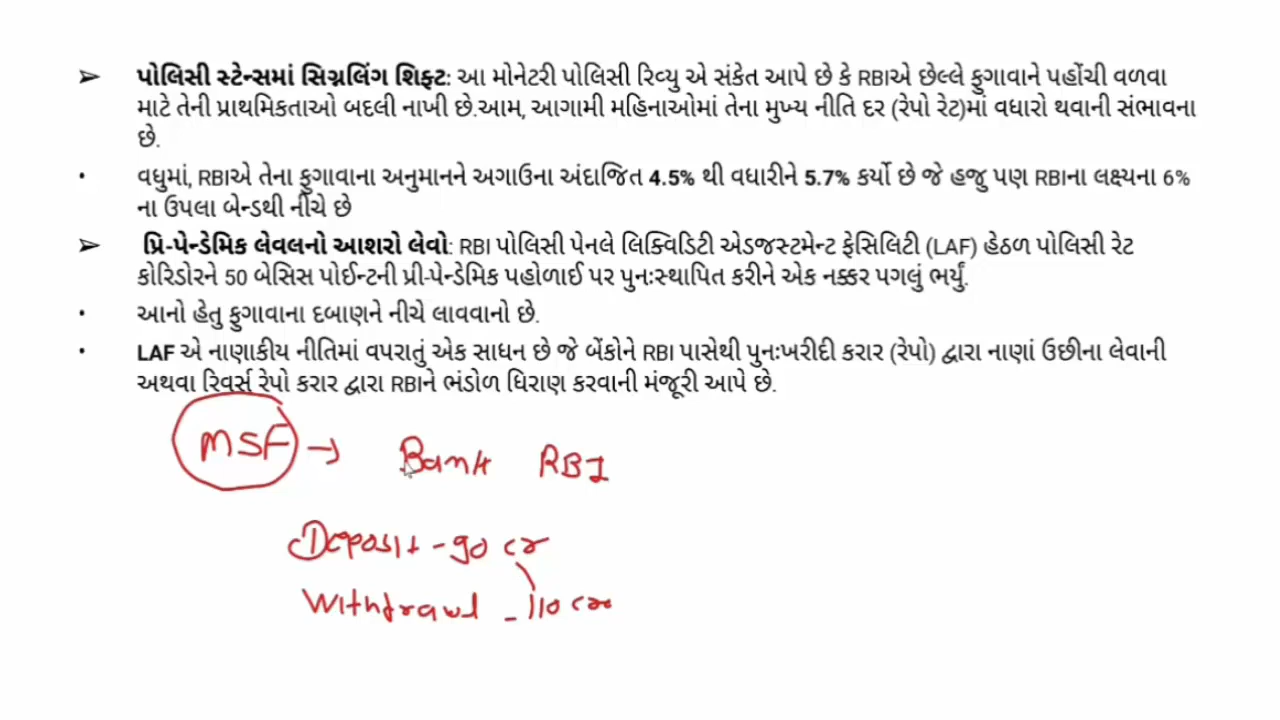 ➢ પોલિસી સ્ટેન્સમાં સિગ્નલિંગ શિફ્ટ: આ મોનેટરી પોલિસી રિવ્યુ એ સંકેત આપે છે કે RBIએ છેલ્લે ફુગાવાને પહોંચી વળવા
માટે તેની પ્રાથમિકતાઓ બદલી નાખી છે.આમ, આગામી મહિનાઓમાં તેના મુખ્ય નીતિ દર (રેપો રેટ)માં વધારો થવાની સંભાવના
છે.
• વધુમાં, RBIએ તેના ફુગાવાના અનુમાનને અગાઉના અંદાજિત 4.5% થી વધારીને 5.7% કર્યો છે જે હજુ પણ RBIના લક્ષ્યના 6%
ના ઉપલા બેન્ડથી નીચે છે
➢ પ્રિ-પેન્ડેમિક લેવલનો આશરો લેવો: RBI પોલિસી પેનલે લિક્વિડિટી એડજસ્ટમેન્ટ ફેસિલિટી (LAF) હેઠળ પોલિસી રેટ
કોરિડોરને 50 બેસિસ પોઈન્ટની પ્રી-પેન્ડેમિક પહોળાઈ પર પુનઃસ્થાપિત કરીને એક નક્કર પગલું ભર્યું.
• આનો હેતુ ફુગાવાના દબાણને નીચે લાવવાનો છે.
• LAF એ નાણાકીય નીતિમાં વપરાતું એક સાધન છે જે બેંકોને RBI પાસેથી પુનઃખરીદી કરાર (રેપો) દ્વારા નાણાં ઉછીના લેવાની
અથવા રિવર્સ રેપો કરાર દ્વારા RBIને ભંડોળ ધિરાણ કરવાની મંજૂરી આપે છે.
MSF → Bank RBI
Deposit - 90 cr
Withdrawl - 110 cr